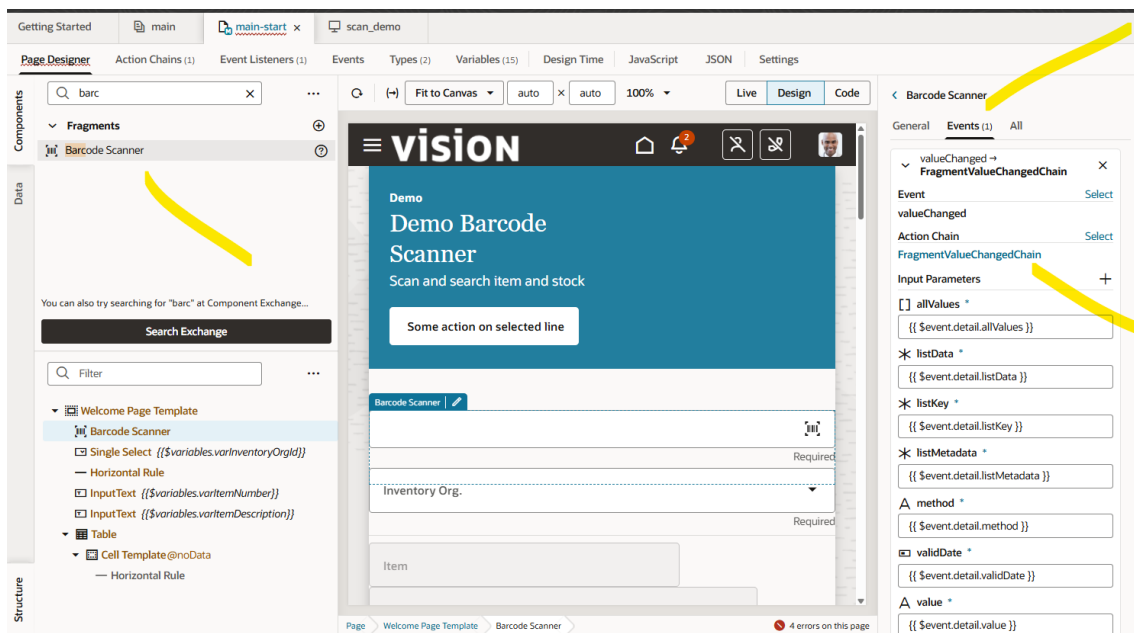 Getting Started
main
main-start ×
scan_demo
Page Designer
Action Chains (1)
Event Listeners (1)
Events
Types (2)
Variables (15)
Design Time
JavaScript
JSON
Settings
Components
Data
Structure
barc
Fragments
Barcode Scanner
You can also try searching for "barc" at Component Exchange...
Search Exchange
Filter
Welcome Page Template
Barcode Scanner
Single Select {{$variables.varInventoryOrgId}}
Horizontal Rule
InputText {{$variables.varItemNumber}}
InputText {{$variables.varItemDescription}}
Table
Cell Template @noData
Horizontal Rule
Fit to Canvas
auto × auto
100%
Live
Design
Code
vision
2
Demo
Demo Barcode
Scanner
Scan and search item and stock
Some action on selected line
Barcode Scanner
Required
Inventory Org.
Required
Item
Page
Welcome Page Template
Barcode Scanner
4 errors on this page
Barcode Scanner
General
Events (1)
All
valueChanged →
FragmentValueChangedChain
Event
Select
valueChanged
Action Chain
Select
FragmentValueChangedChain
Input Parameters
[ ] allValues *
{{ $event.detail.allValues }}
listData *
{{ $event.detail.listData }}
listKey *
{{ $event.detail.listKey }}
listMetadata *
{{ $event.detail.listMetadata }}
A method *
{{ $event.detail.method }}
validDate *
{{ $event.detail.validDate }}
A value *
{{ $event.detail.value }}